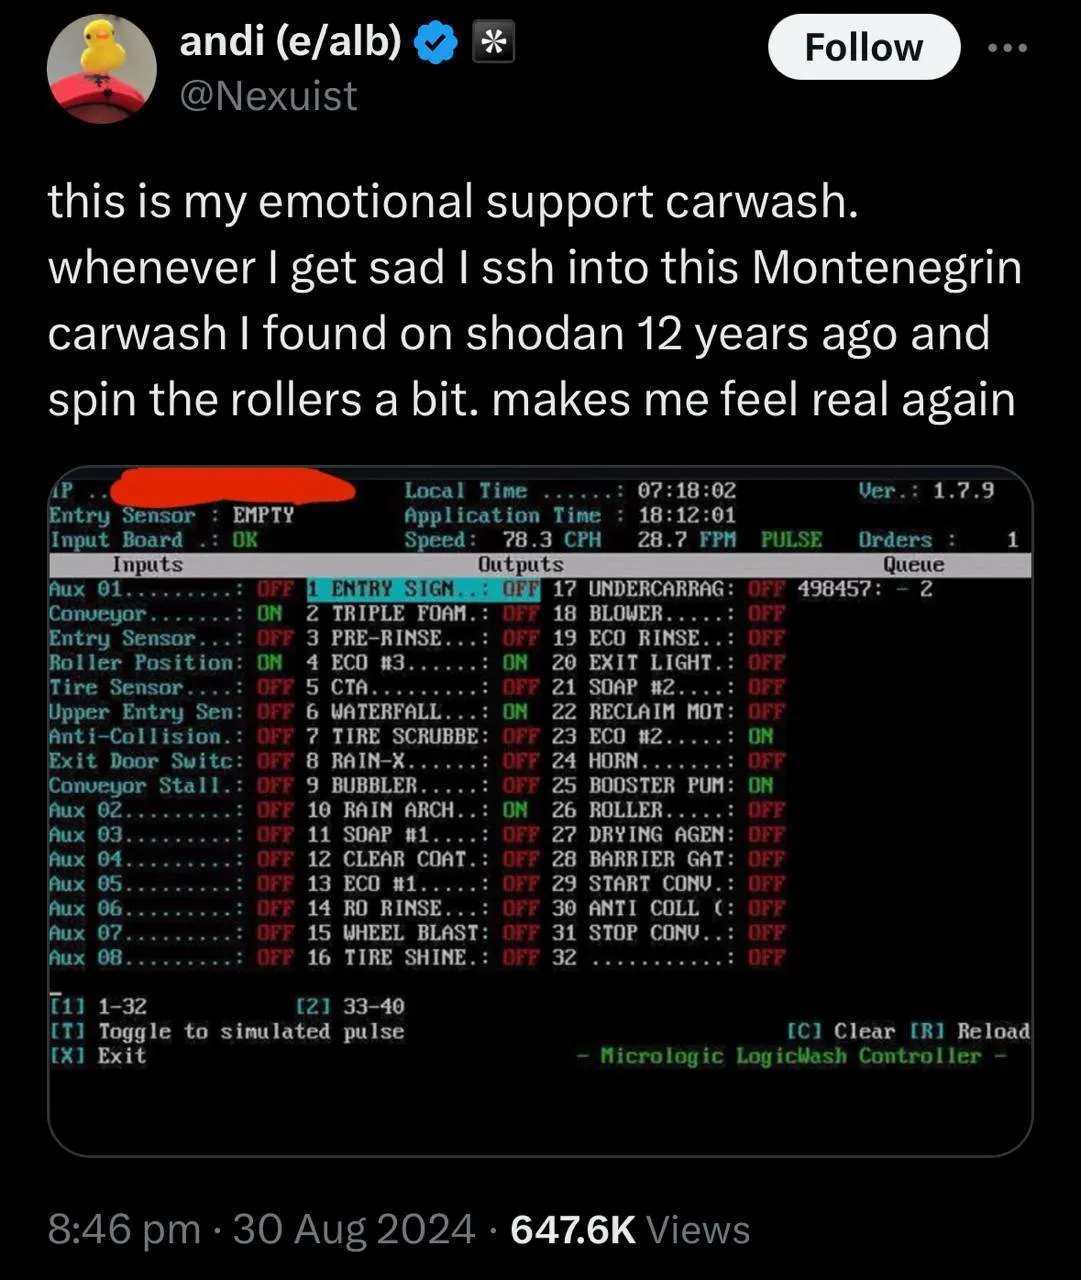 andi (e/alb)
Follow
@Nexuist
this is my emotional support carwash.
whenever I get sad I ssh into this Montenegrin
carwash I found on shodan 12 years ago and
spin the rollers a bit. makes me feel real again
IP .. Local Time ......: 07:18:02 Ver.: 1.7.9
Entry Sensor : EMPTY Application Time : 18:12:01
Input Board .: OK Speed: 78.3 CPH 28.7 FPM PULSE Orders : 1
Inputs Outputs Queue
Aux 01.........: OFF 1 ENTRY SIGN..: OFF 17 UNDERCARRAG: OFF 498457: - 2
Conveyor.......: ON 2 TRIPLE FOAM.: OFF 18 BLOWER.....: OFF
Entry Sensor...: OFF 3 PRE-RINSE...: OFF 19 ECO RINSE..: OFF
Roller Position: ON 4 ECO #3......: ON 20 EXIT LIGHT.: OFF
Tire Sensor....: OFF 5 CTA.........: OFF 21 SOAP #2....: OFF
Upper Entry Sen: OFF 6 WATERFALL...: ON 22 RECLAIM MOT: OFF
Anti-Collision.: OFF 7 TIRE SCRUBBE: OFF 23 ECO #2.....: ON
Exit Door Switc: OFF 8 RAIN-X......: OFF 24 HORN.......: OFF
Conveyor Stall.: OFF 9 BUBBLER.....: OFF 25 BOOSTER PUM: ON
Aux 02.........: OFF 10 RAIN ARCH..: ON 26 ROLLER.....: OFF
Aux 03.........: OFF 11 SOAP #1....: OFF 27 DRYING AGEN: OFF
Aux 04.........: OFF 12 CLEAR COAT.: OFF 28 BARRIER GAT: OFF
Aux 05.........: OFF 13 ECO #1.....: OFF 29 START CONV.: OFF
Aux 06.........: OFF 14 RO RINSE...: OFF 30 ANTI COLL (: OFF
Aux 07.........: OFF 15 WHEEL BLAST: OFF 31 STOP CONV..: OFF
Aux 08.........: OFF 16 TIRE SHINE.: OFF 32 ...........: OFF
[1] 1-32 [2] 33-40
[T] Toggle to simulated pulse [C] Clear [R] Reload
[X] Exit - Micrologic LogicWash Controller -
8:46 pm · 30 Aug 2024 · 647.6K Views